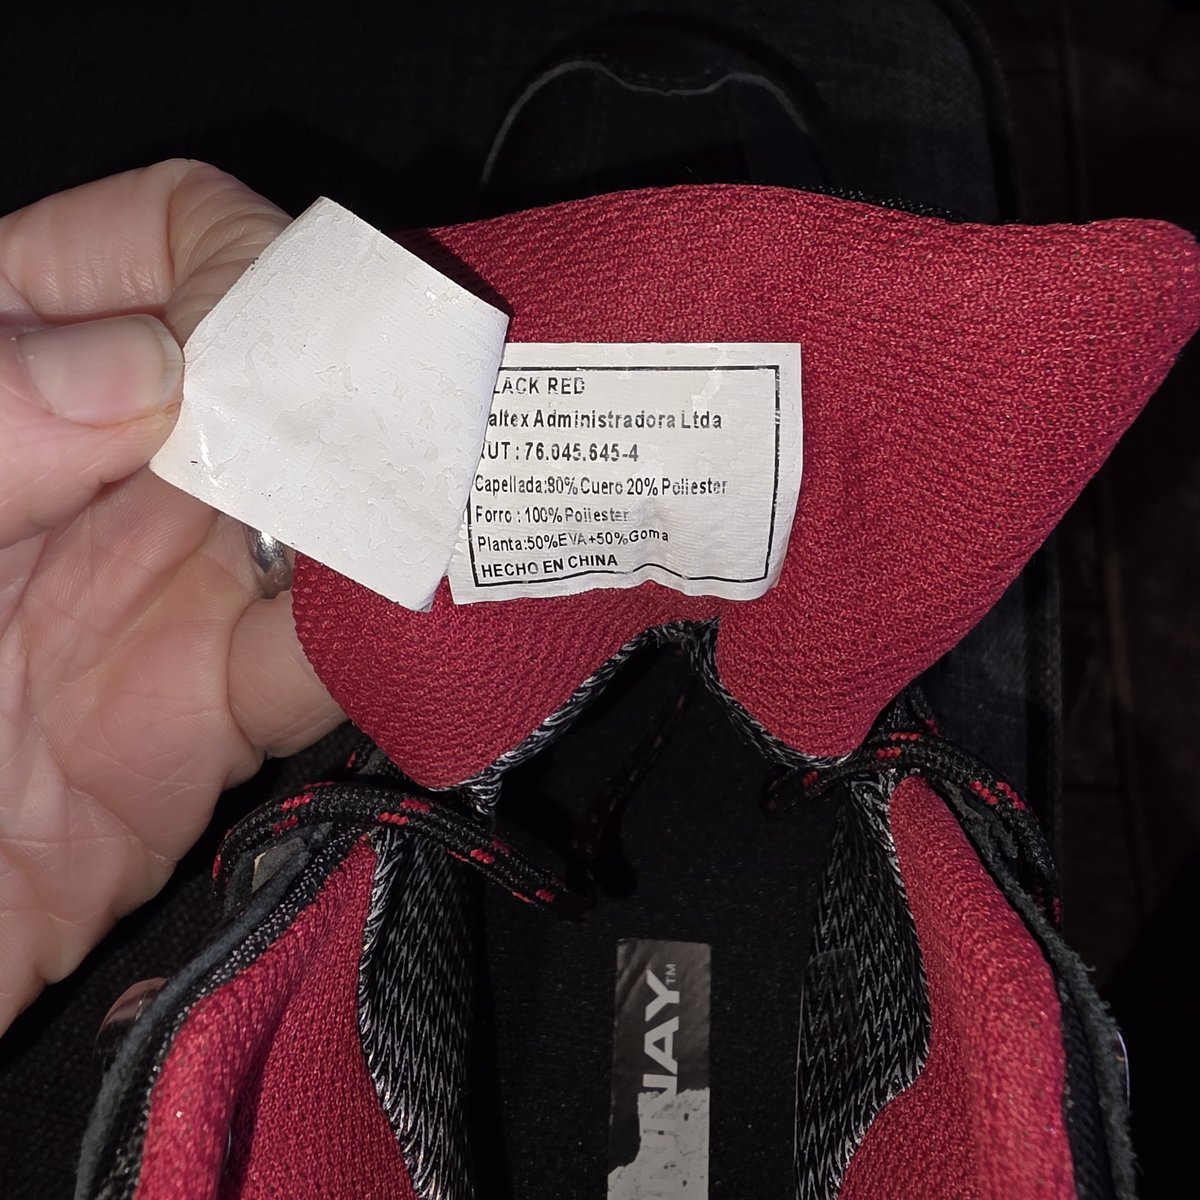 LACK RED
altex Administradora Ltda
RUT : 76.045.645-4
Capellada:80% Cuero 20% Poliester
Forro : 100% Poliester
Planta:50%EVA+50%Goma
HECHO EN CHINA
NAY™